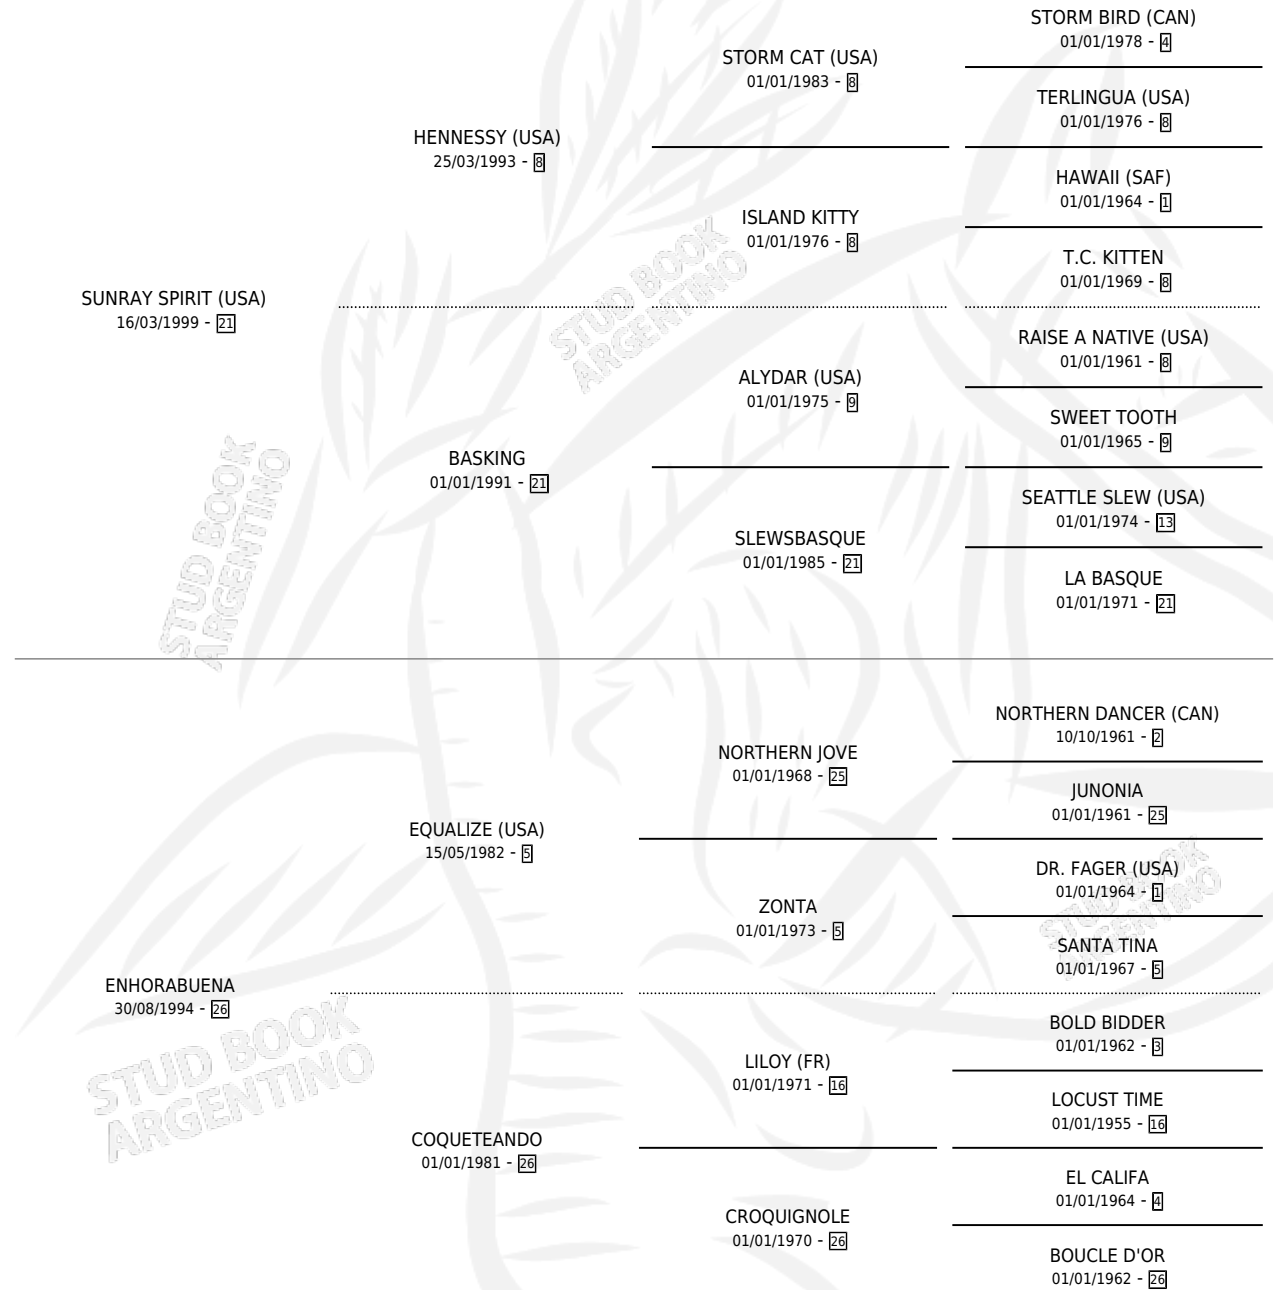 STORM BIRD (CAN)
01/01/1978 - 4
STORM CAT (USA)
01/01/1983 - 8
TERLINGUA (USA)
01/01/1976 - 8
HENNESSY (USA)
25/03/1993 - 8
HAWAII (SAF)
01/01/1964 - 1
ISLAND KITTY
01/01/1976 - 8
T.C. KITTEN
01/01/1969 - 8
SUNRAY SPIRIT (USA)
16/03/1999 - 21
RAISE A NATIVE (USA)
01/01/1961 - 8
ALYDAR (USA)
01/01/1975 - 9
SWEET TOOTH
01/01/1965 - 9
BASKING
01/01/1991 - 21
SEATTLE SLEW (USA)
01/01/1974 - 13
SLEWSBASQUE
01/01/1985 - 21
LA BASQUE
01/01/1971 - 21
NORTHERN DANCER (CAN)
10/10/1961 - 2
NORTHERN JOVE
01/01/1968 - 25
JUNONIA
01/01/1961 - 25
EQUALIZE (USA)
15/05/1982 - 5
DR. FAGER (USA)
01/01/1964 - 1
ZONTA
01/01/1973 - 5
SANTA TINA
01/01/1967 - 5
ENHORABUENA
30/08/1994 - 26
BOLD BIDDER
01/01/1962 - 3
LILOY (FR)
01/01/1971 - 16
LOCUST TIME
01/01/1955 - 16
COQUETEANDO
01/01/1981 - 26
EL CALIFA
01/01/1964 - 4
CROQUIGNOLE
01/01/1970 - 26
BOUCLE D'OR
01/01/1962 - 26
STUD BOOK
ARGENTINO
STUD BOOK
ARGENTINO
STUD BOOK
ARGENTINO
STUD BOOK
ARGENTINO